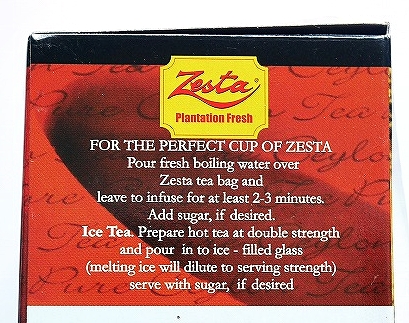 Zesta®
Plantation Fresh
FOR THE PERFECT CUP OF ZESTA
Pour fresh boiling water over
Zesta tea bag and
leave to infuse for at least 2-3 minutes.
Add sugar, if desired.
Ice Tea. Prepare hot tea at double strength
and pour in to ice - filled glass
(melting ice will dilute to serving strength)
serve with sugar, if desired